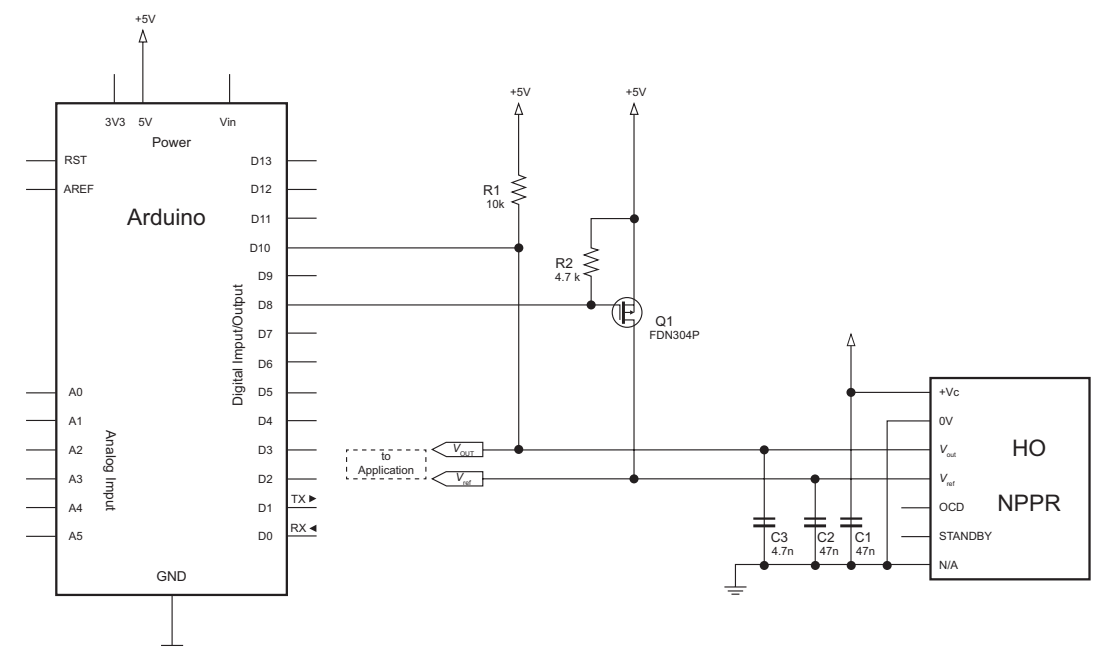 +5V
+5V
+5V
3V3 5V Vin
Power
RST
AREF
Arduino
D13
D12
D11
D10
D9
D8
D7
D6
D5
D4
D3
D2
TX ► D1
RX ◄ D0
Digital Input/Output
A0
A1
A2
A3
A4
A5
Analog Input
GND
R1
10k
R2
4.7 k
Q1
FDN304P
to
Application
VOUT
Vref
C3
4.7n
C2
47n
C1
47n
+Vc
0V
Vout
Vref
OCD
STANDBY
N/A
HO
NPPR